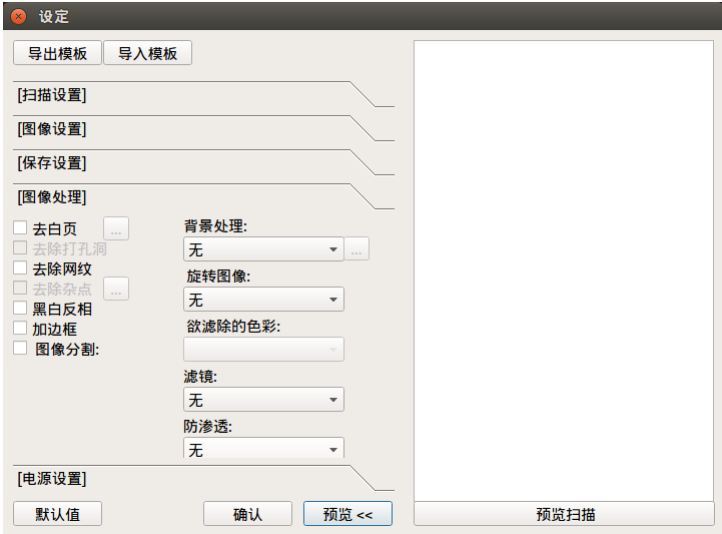 设定
导出模板 导入模板
[扫描设置]
[图像设置]
[保存设置]
[图像处理]
去白页 ...
去除打孔洞
去除网纹
去除杂点 ...
黑白反相
加边框
图像分割:
背景处理:
无 ...
旋转图像:
无
欲滤除的色彩:
滤镜:
无
防渗透:
无
[电源设置]
默认值 确认 预览 << 预览扫描